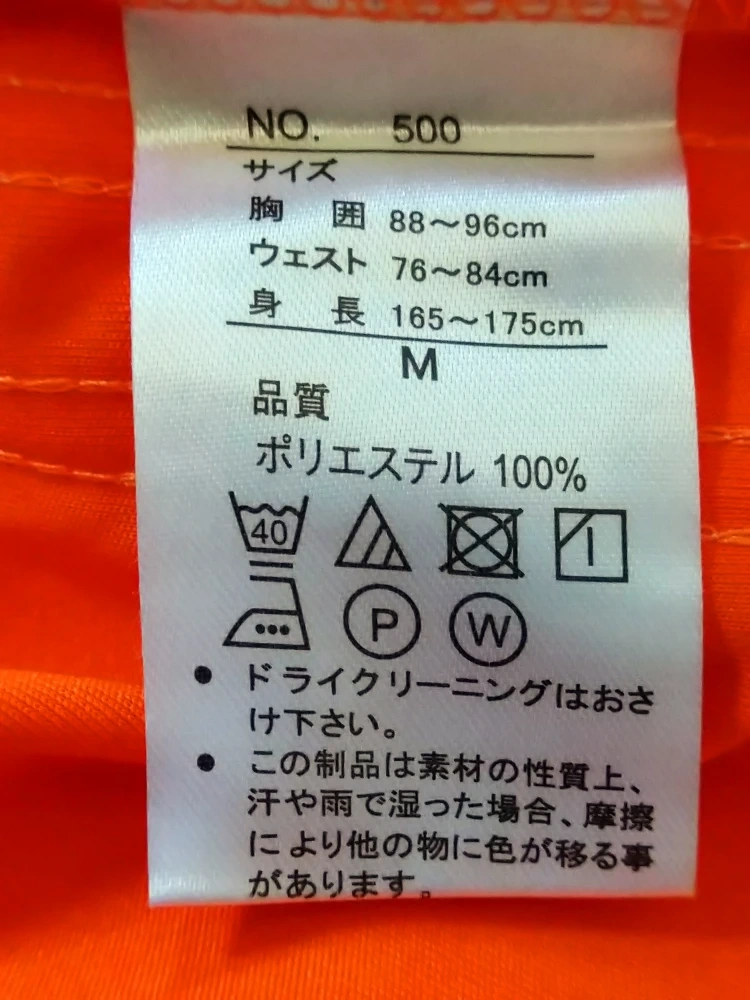 NO. 500
サイズ
胸 囲 88〜96cm
ウェスト 76〜84cm
身 長 165〜175cm
M
品質
ポリエステル 100%
40
P W
● ドライクリーニングはおさ
け下さい。
● この制品は素材の性質上、
汗や雨で湿った場合、摩擦
により他の物に色が移る事
があります。